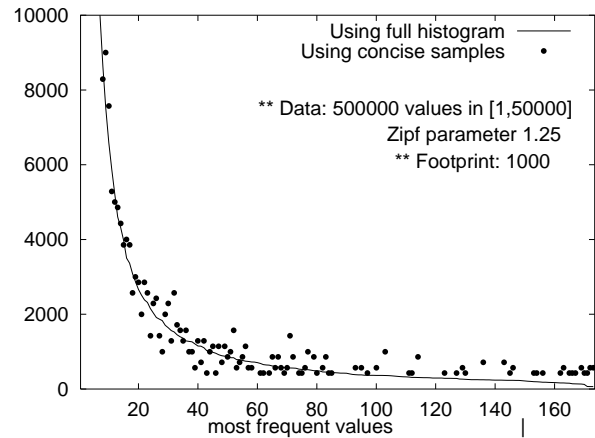 10000
8000
6000
4000
2000
0
Using full histogram
Using concise samples
** Data: 500000 values in [1,50000]
Zipf parameter 1.25
** Footprint: 1000
20 40 60 80 100 120 140 160
most frequent values |